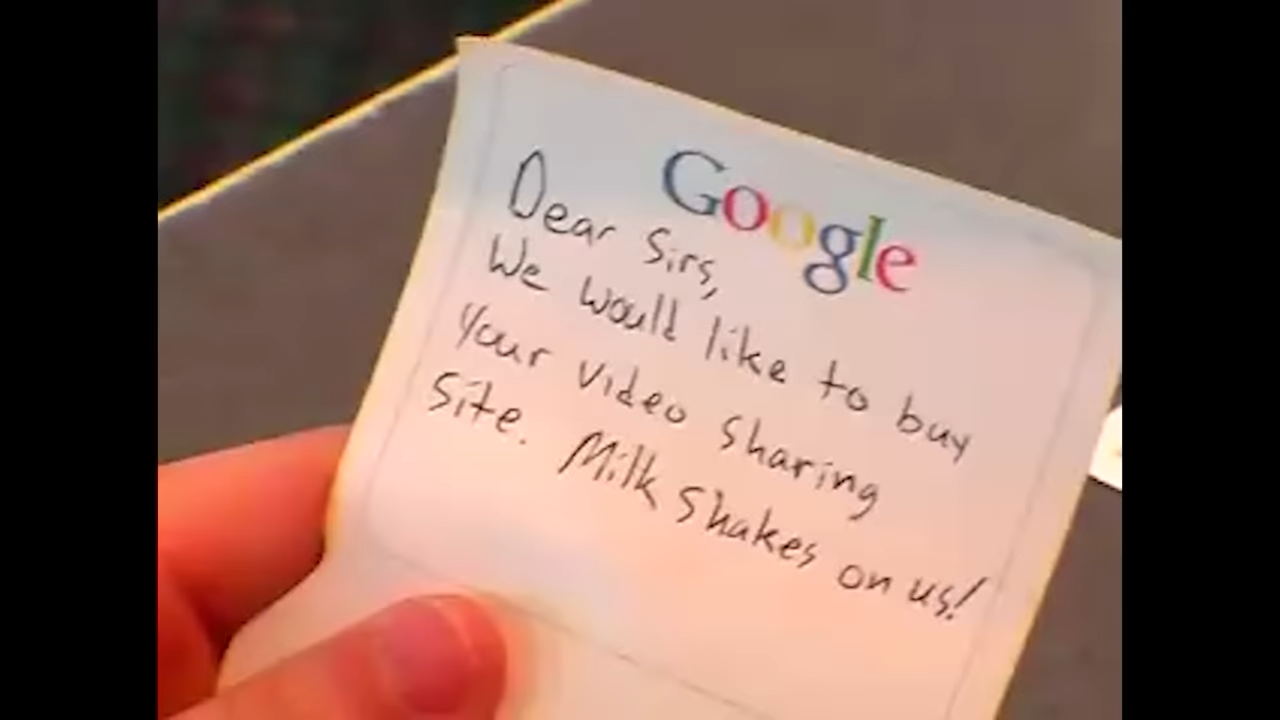 Google
Dear Sirs,
We would like to buy
your video sharing
site. Milk shakes on us!